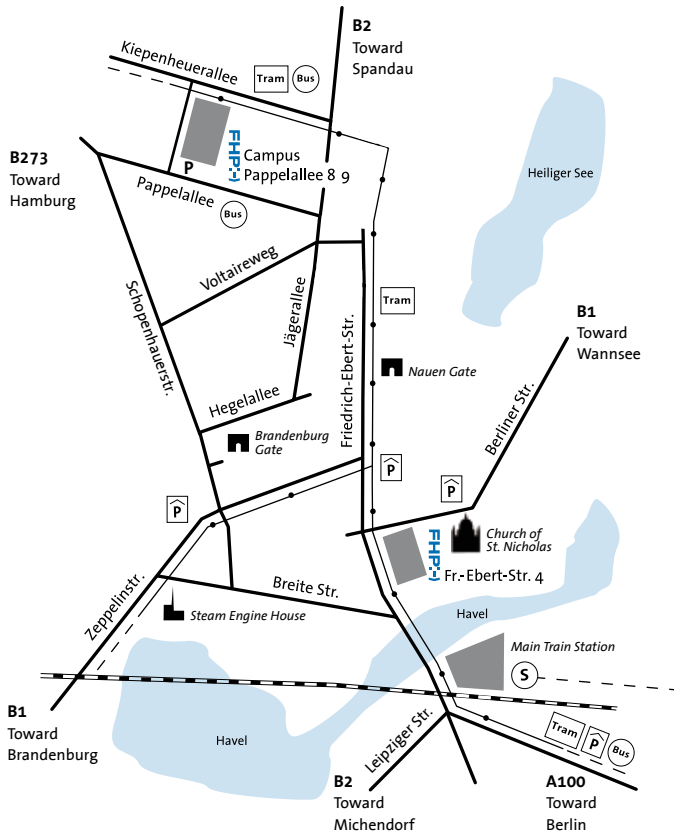 B2
Toward
Spandau
Kiepenheuerallee
Tram
Bus
B273
Toward
Hamburg
FHP:-)
Campus
Pappelallee 8 9
P
Pappelallee
Bus
Heiliger See
Voltaireweg
Schopenhauerstr.
Jägerallee
Friedrich-Ebert-Str.
Tram
B1
Toward
Wannsee
Nauen Gate
Hegelallee
Berliner Str.
Brandenburg
Gate
P
P
P
Church of
St. Nicholas
FHP:-)
Fr.-Ebert-Str. 4
Zeppelinstr.
Breite Str.
Steam Engine House
Havel
Main Train Station
S
B1
Toward
Brandenburg
Havel
Leipziger Str.
Tram
P
Bus
B2
Toward
Michendorf
A100
Toward
Berlin